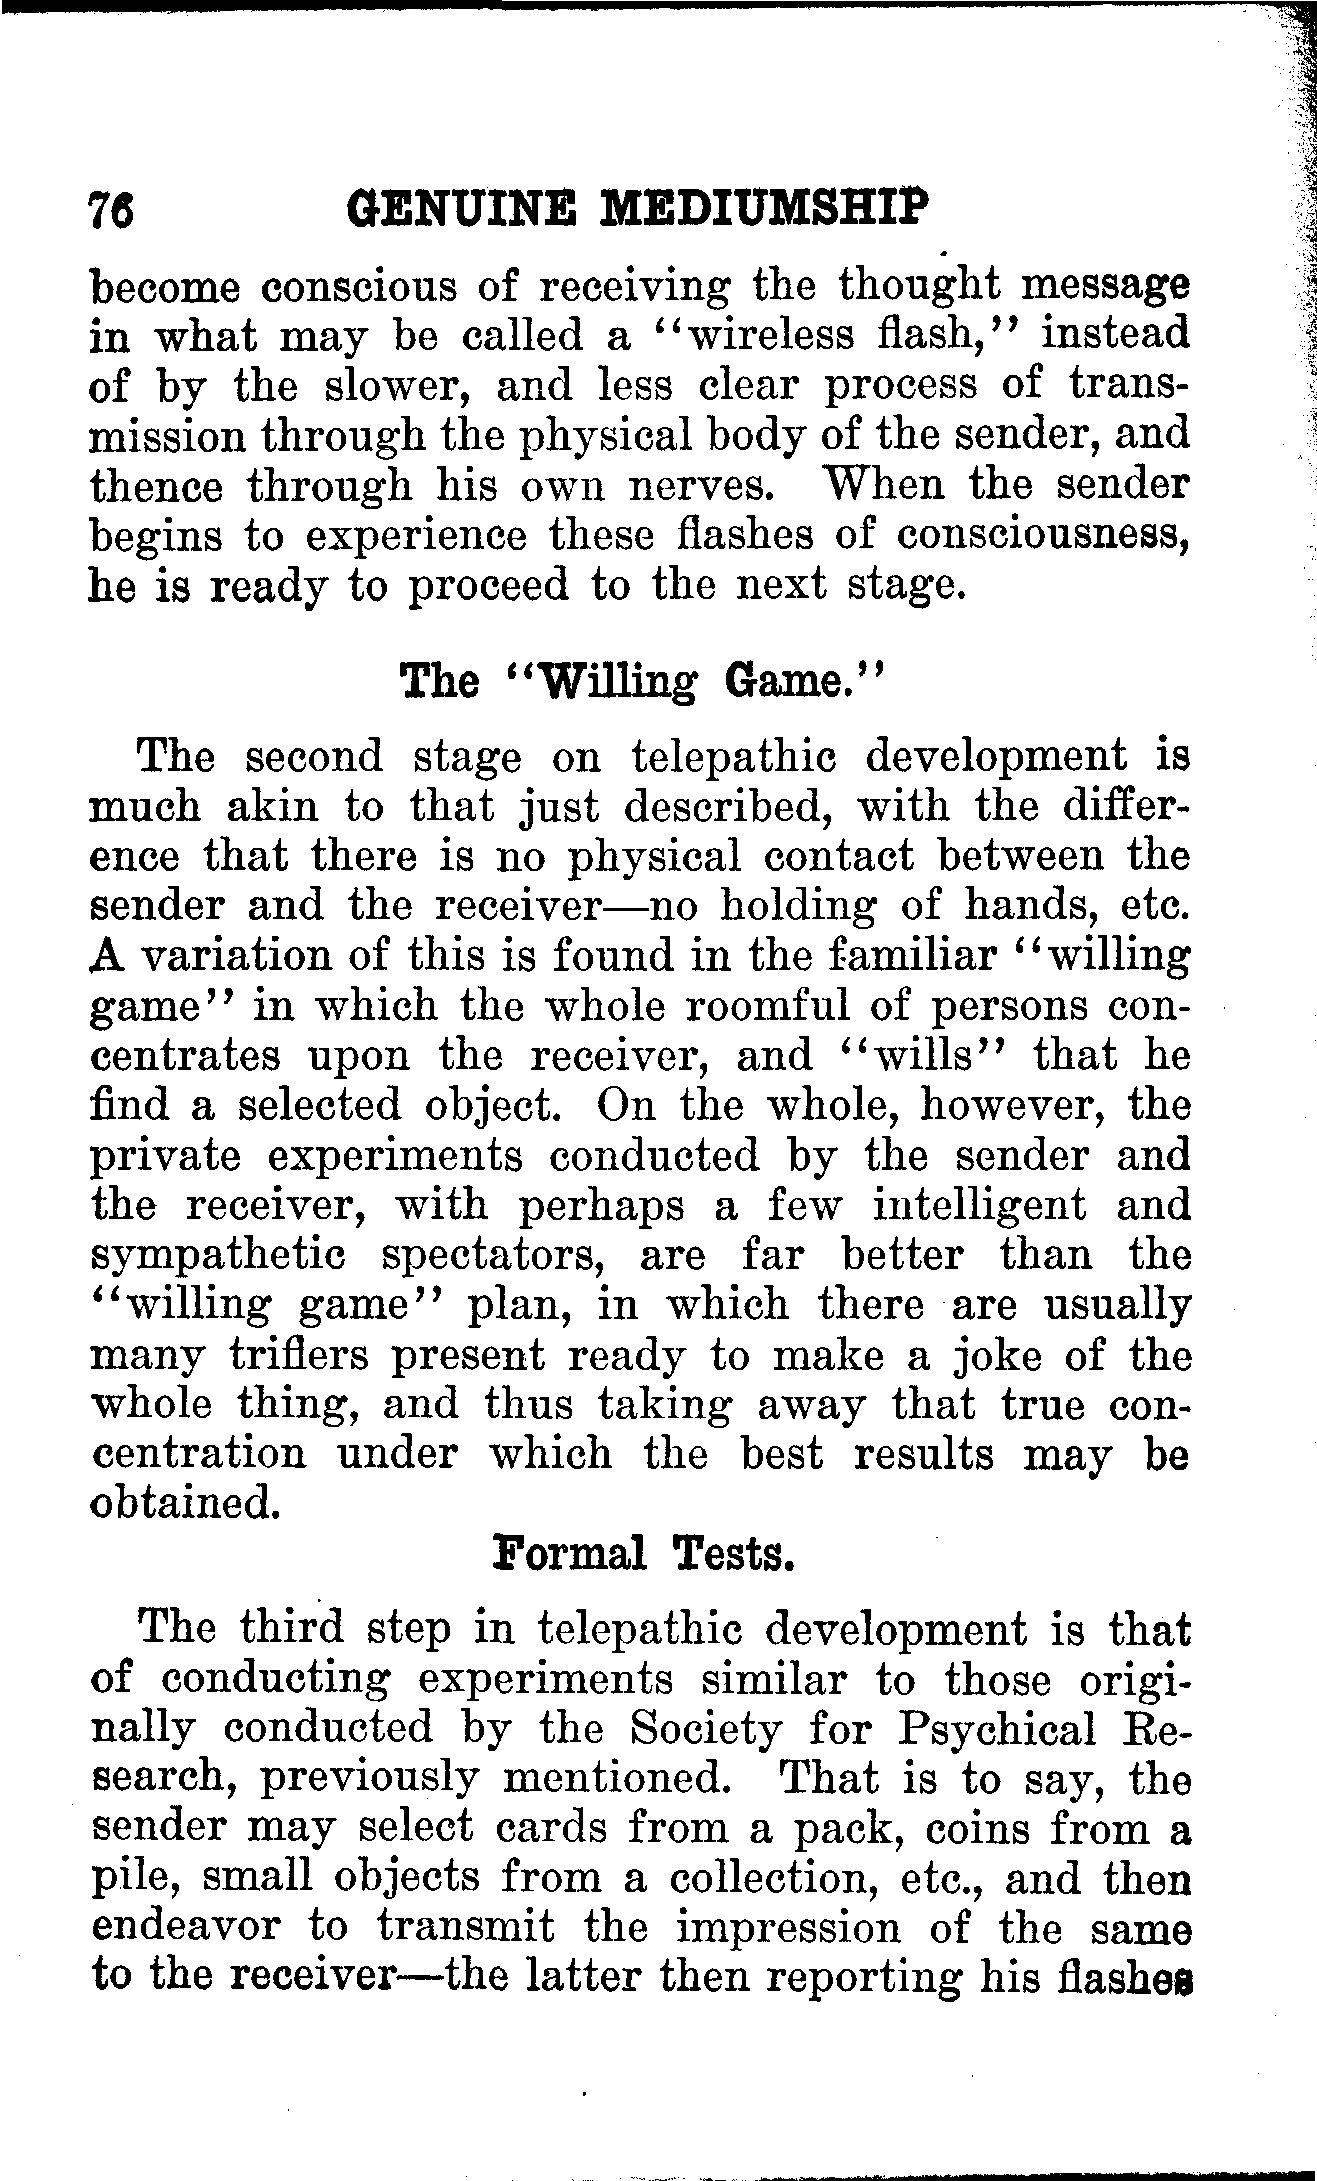 76 GENUINE MEDIUMSHIP
become conscious of receiving the thought message
in what may be called a "wireless flash," instead
of by the slower, and less clear process of trans-
mission through the physical body of the sender, and
thence through his own nerves. When the sender
begins to experience these flashes of consciousness,
he is ready to proceed to the next stage.
The "Willing Game."
The second stage on telepathic development is
much akin to that just described, with the differ-
ence that there is no physical contact between the
sender and the receiver—no holding of hands, etc.
A variation of this is found in the familiar "willing
game" in which the whole roomful of persons con-
centrates upon the receiver, and "wills" that he
find a selected object. On the whole, however, the
private experiments conducted by the sender and
the receiver, with perhaps a few intelligent and
sympathetic spectators, are far better than the
"willing game" plan, in which there are usually
many triflers present ready to make a joke of the
whole thing, and thus taking away that true con-
centration under which the best results may be
obtained.
Formal Tests.
The third step in telepathic development is that
of conducting experiments similar to those origi-
nally conducted by the Society for Psychical Re-
search, previously mentioned. That is to say, the
sender may select cards from a pack, coins from a
pile, small objects from a collection, etc., and then
endeavor to transmit the impression of the same
to the receiver—the latter then reporting his flashes